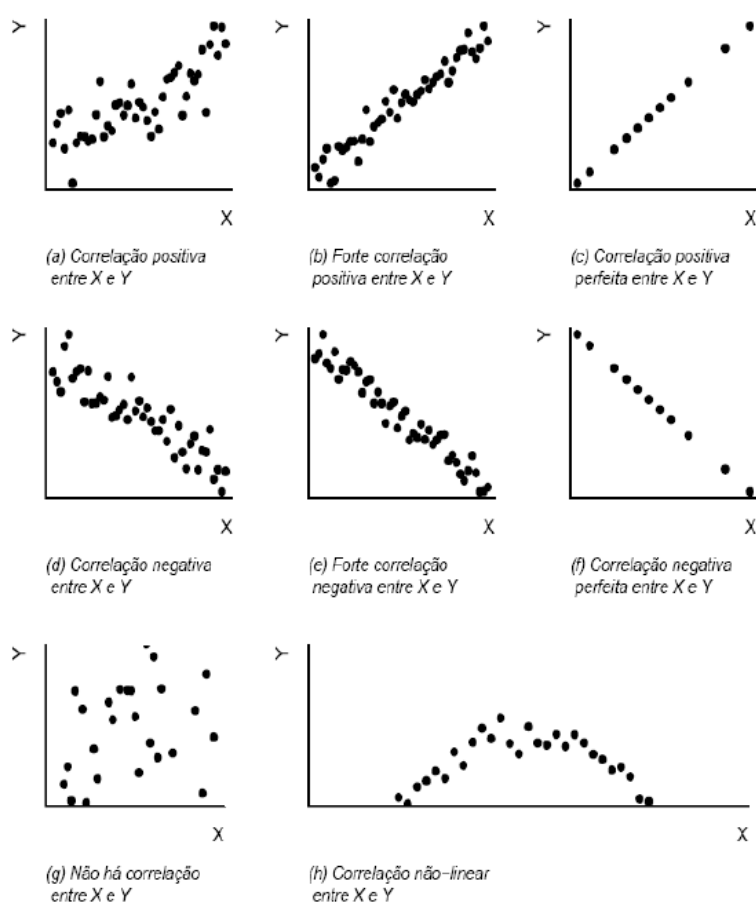 Y
Y
Y
X
X
X
(a) Correlação positiva
entre X e Y
(b) Forte correlação
positiva entre X e Y
(c) Correlação positiva
perfeita entre X e Y
Y
Y
Y
X
X
X
(d) Correlação negativa
entre X e Y
(e) Forte correlação
negativa entre X e Y
(f) Correlação negativa
perfeita entre X e Y
Y
Y
X
X
(g) Não há correlação
entre X e Y
(h) Correlação não-linear
entre X e Y